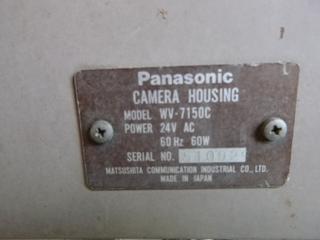 Panasonic
CAMERA HOUSING
MODEL WV-7150C
POWER 24V AC
60Hz 60W
SERIAL NO.
MATSUSHITA COMMUNICATION INDUSTRIAL CO., LTD.
MADE IN JAPAN